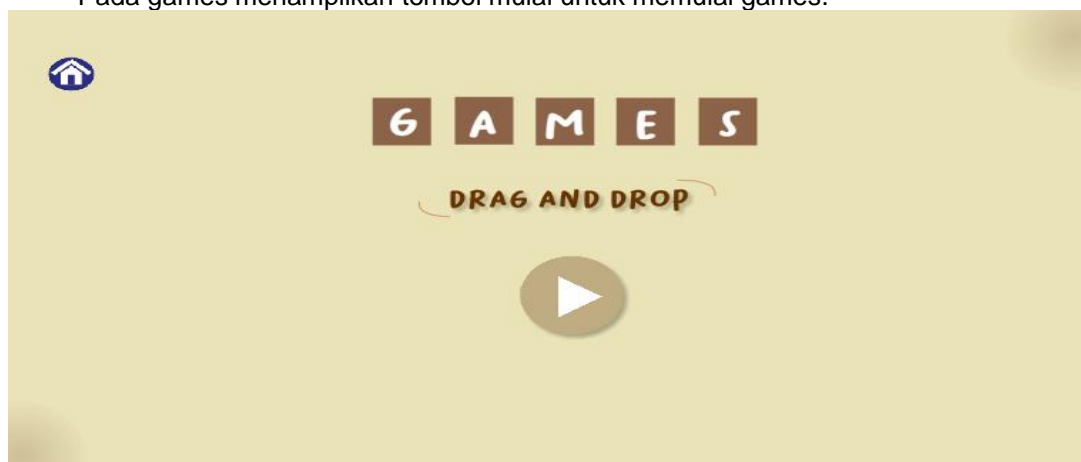 Pada games menampilkan tombol mulai untuk memulai games.
GAMES
DRAG AND DROP